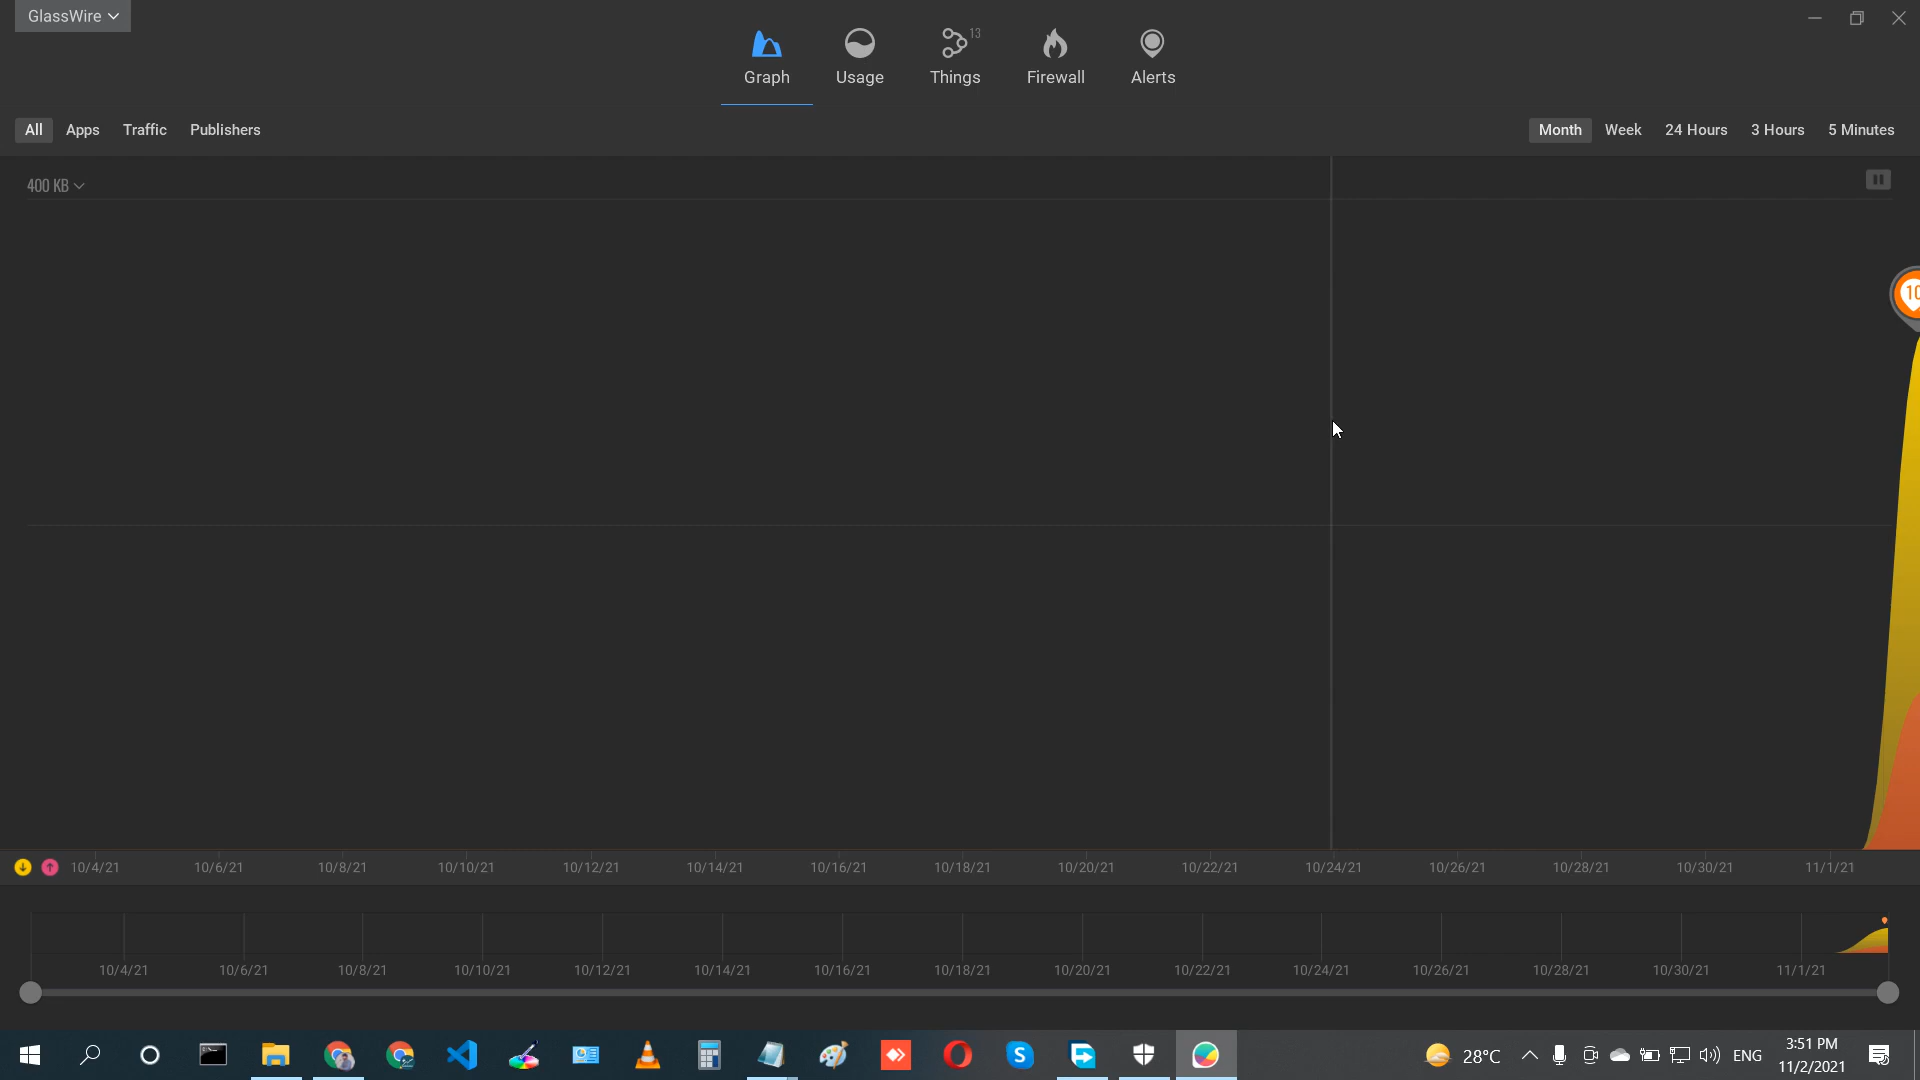 GlassWire
Graph
Usage
13
Things
Firewall
Alerts
All Apps Traffic Publishers
Month Week 24 Hours 3 Hours 5 Minutes
400 KB
10/4/21 10/6/21 10/8/21 10/10/21 10/12/21 10/14/21 10/16/21 10/18/21 10/20/21 10/22/21 10/24/21 10/26/21 10/28/21 10/30/21 11/1/21
10/4/21 10/6/21 10/8/21 10/10/21 10/12/21 10/14/21 10/16/21 10/18/21 10/20/21 10/22/21 10/24/21 10/26/21 10/28/21 10/30/21 11/1/21
28°C
ENG
3:51 PM
11/2/2021